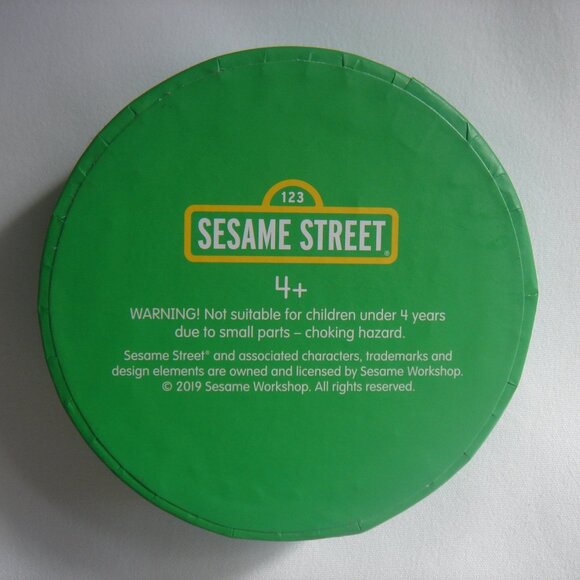 123
SESAME STREET®
4+
WARNING! Not suitable for children under 4 years
due to small parts – choking hazard.
Sesame Street® and associated characters, trademarks and
design elements are owned and licensed by Sesame Workshop.
© 2019 Sesame Workshop. All rights reserved.